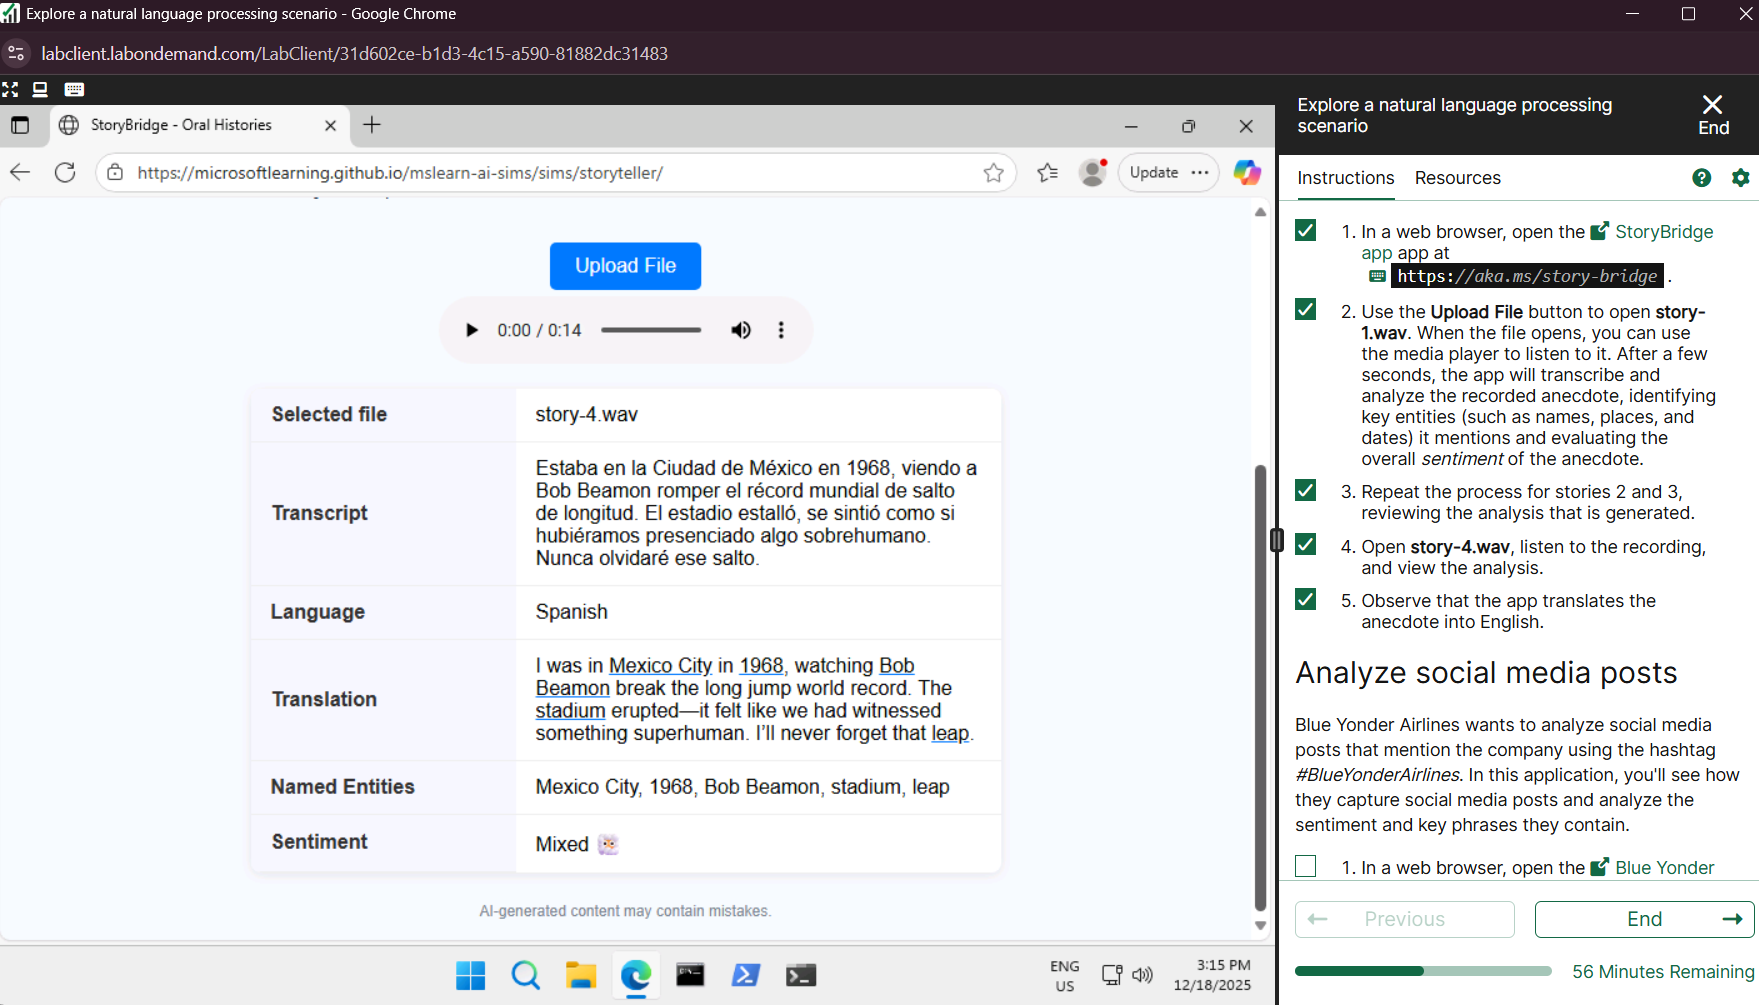 Explore a natural language processing scenario - Google Chrome
labclient.labondemand.com/LabClient/31d602ce-b1d3-4c15-a590-81882dc31483
StoryBridge - Oral Histories
https://microsoftlearning.github.io/mslearn-ai-sims/sims/storyteller/
Update
Upload File
0:00 / 0:14
Selected file
story-4.wav
Transcript
Estaba en la Ciudad de México en 1968, viendo a
Bob Beamon romper el récord mundial de salto
de longitud. El estadio estalló, se sintió como si
hubiéramos presenciado algo sobrehumano.
Nunca olvidaré ese salto.
Language
Spanish
Translation
I was in Mexico City in 1968, watching Bob
Beamon break the long jump world record. The
stadium erupted—it felt like we had witnessed
something superhuman. I'll never forget that leap.
Named Entities
Mexico City, 1968, Bob Beamon, stadium, leap
Sentiment
Mixed
AI-generated content may contain mistakes.
ENG
US
3:15 PM
12/18/2025
Explore a natural language processing
scenario
End
Instructions
Resources
1. In a web browser, open the StoryBridge
app app at
https://aka.ms/story-bridge .
2. Use the Upload File button to open story-
1.wav. When the file opens, you can use
the media player to listen to it. After a few
seconds, the app will transcribe and
analyze the recorded anecdote, identifying
key entities (such as names, places, and
dates) it mentions and evaluating the
overall sentiment of the anecdote.
3. Repeat the process for stories 2 and 3,
reviewing the analysis that is generated.
4. Open story-4.wav, listen to the recording,
and view the analysis.
5. Observe that the app translates the
anecdote into English.
Analyze social media posts
Blue Yonder Airlines wants to analyze social media
posts that mention the company using the hashtag
#BlueYonderAirlines. In this application, you'll see how
they capture social media posts and analyze the
sentiment and key phrases they contain.
1. In a web browser, open the Blue Yonder
Previous
End
56 Minutes Remaining